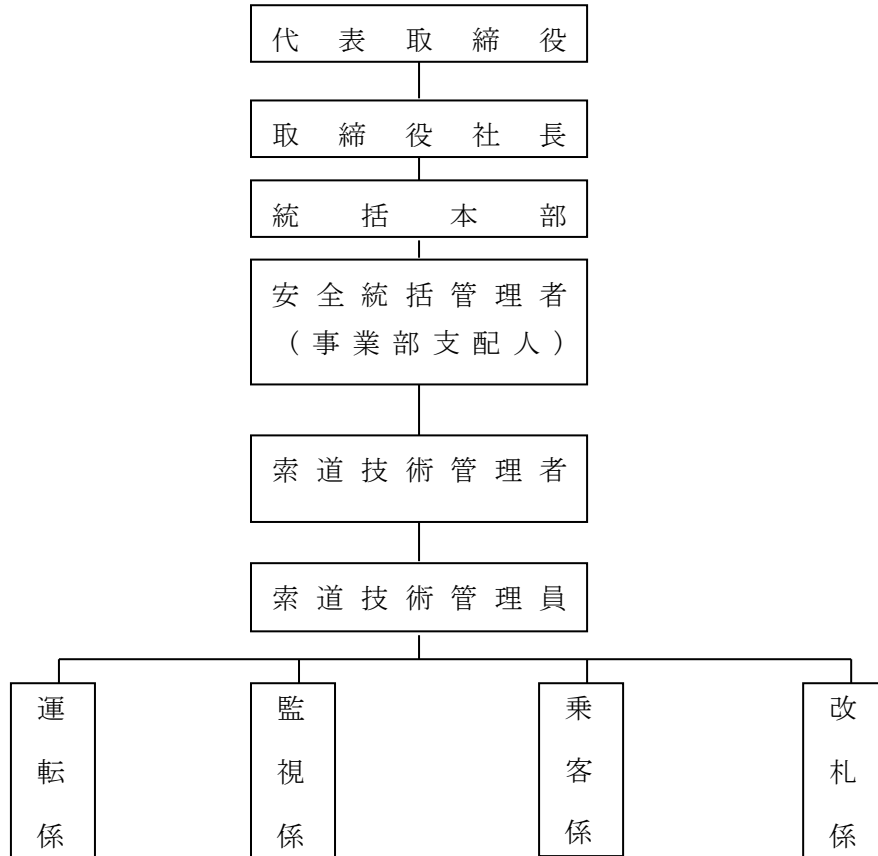 代表取締役
取締役社長
統括本部
安全統括管理者
(事業部支配人)
索道技術管理者
索道技術管理員
運転係
監視係
乗客係
改札係